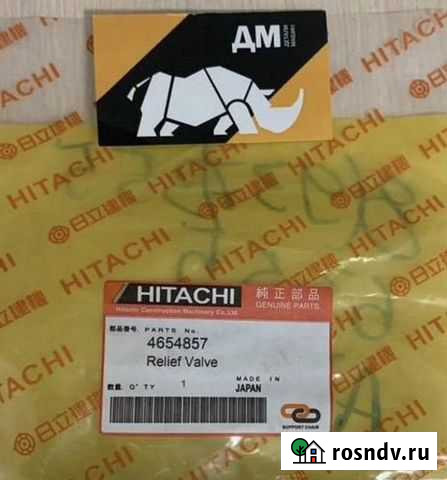 ДМ
ДЕТАЛИ
МАШИН
HITACHI
日立建機
HITACHI
純正部品
Hitachi Construction Machinery Co.,Ltd.
GENUINE PARTS
部品番号. PARTS No.
4654857
Relief Valve
数量. Q'TY 1 MADE IN
JAPAN
SUPPORT CHAIN
rosndv.ru